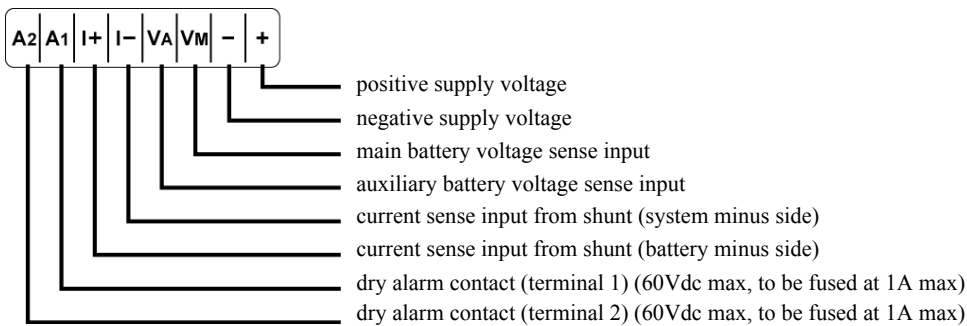 A2 A1 I+ I− VA VM − +
positive supply voltage
negative supply voltage
main battery voltage sense input
auxiliary battery voltage sense input
current sense input from shunt (system minus side)
current sense input from shunt (battery minus side)
dry alarm contact (terminal 1) (60Vdc max, to be fused at 1A max)
dry alarm contact (terminal 2) (60Vdc max, to be fused at 1A max)